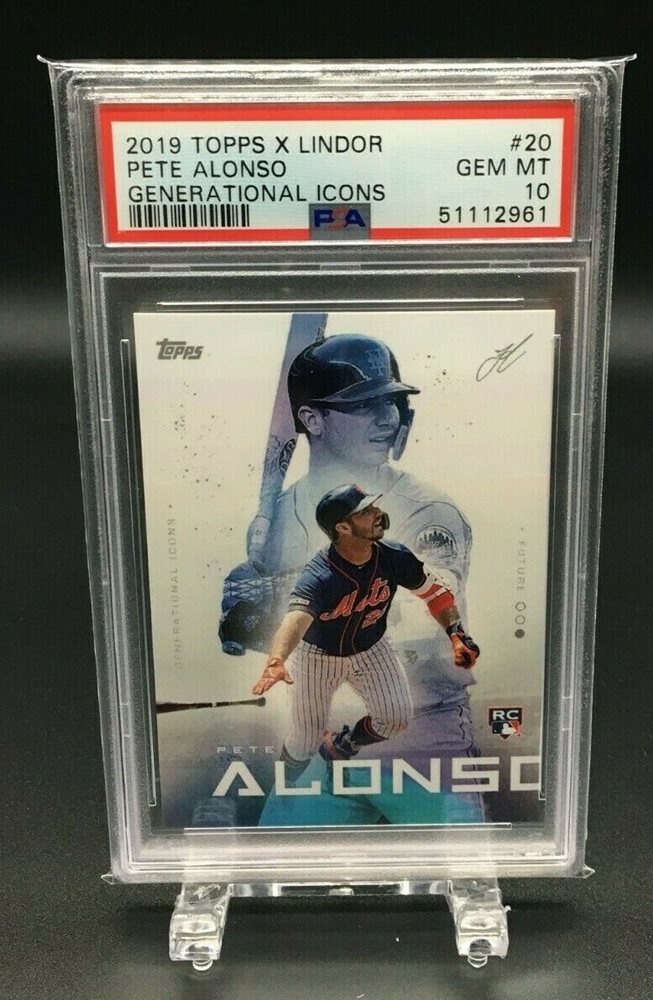 2019 TOPPS X LINDOR #20
PETE ALONSO GEM MT
GENERATIONAL ICONS 10
PSA 51112961
Topps
GENERATIONAL ICONS +
+ FUTURE
Mets
RC
PETE
ALONSO